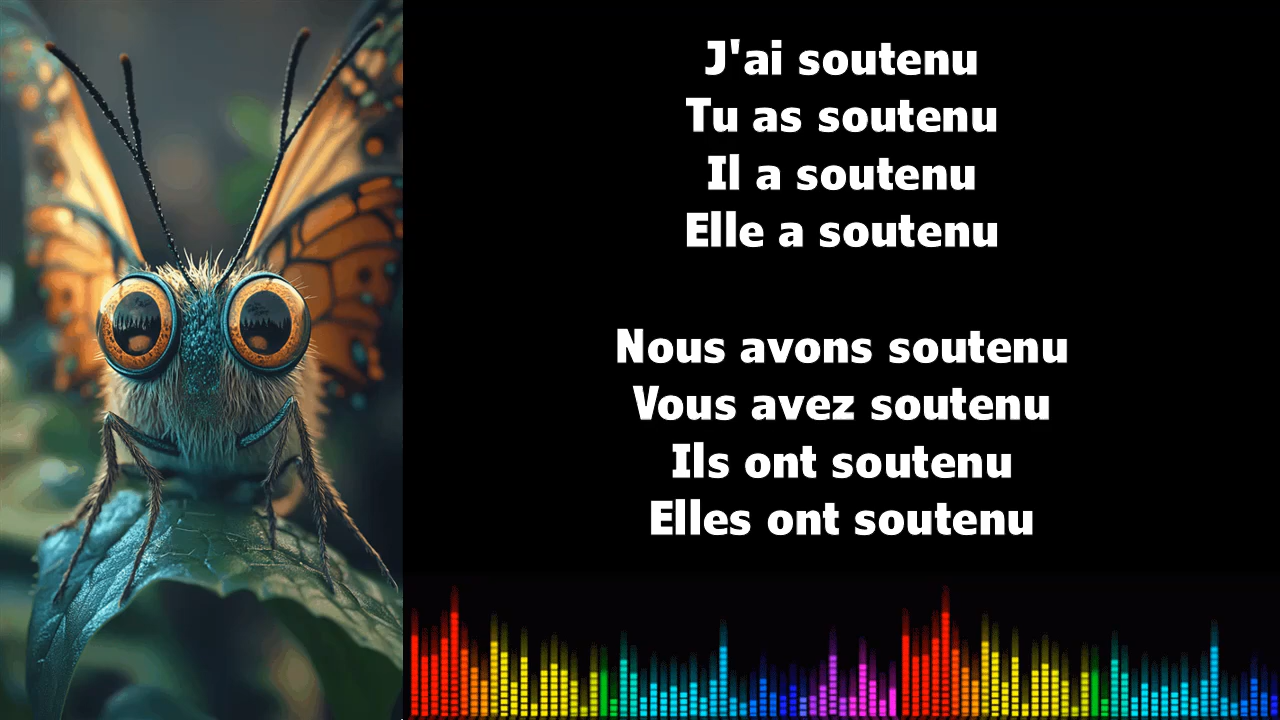 J'ai soutenu
Tu as soutenu
Il a soutenu
Elle a soutenu
Nous avons soutenu
Vous avez soutenu
Ils ont soutenu
Elles ont soutenu